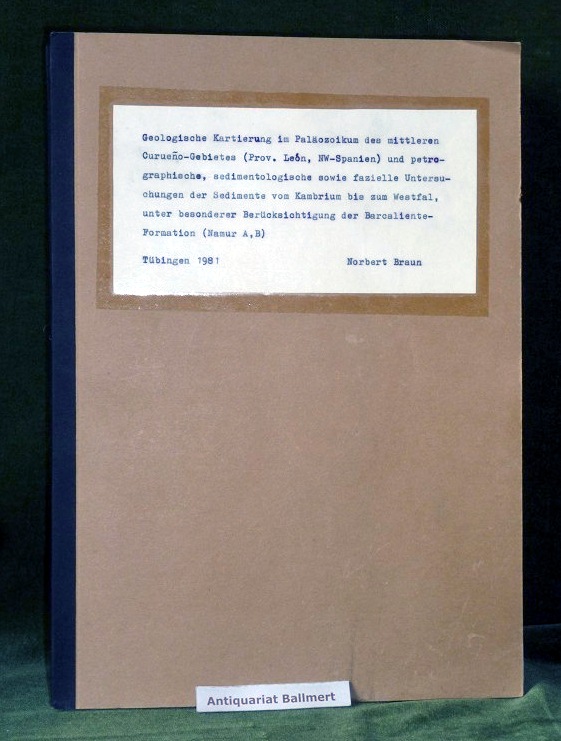 Geologische Kartierung im Paläozoikum des mittleren
Curueño-Gebietes (Prov. León, NW-Spanien) und petro-
graphische, sedimentologische sowie fazielle Untersu-
chungen der Sedimente vom Kambrium bis zum Westfal,
unter besonderer Berücksichtigung der Barcaliente-
Formation (Namur A,B)
Tübingen 1981 Norbert Braun
Antiquariat Ballmert